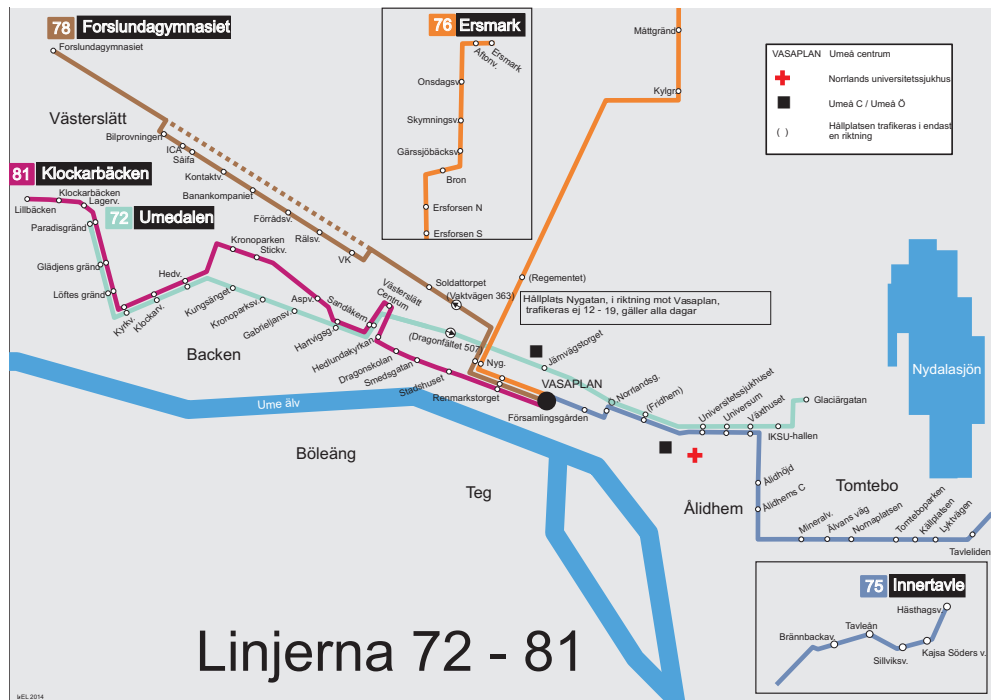 78 Forslundagymnasiet
Forslundagymnasiet
76 Ersmark
Ersmark
Aftonv.
Onsdagsv.
Skymningsv.
Gärssjöbäcksv.
Bron
Ersforsen N
Ersforsen S
Måttgränd
Kylgr.
VASAPLAN Umeå centrum
Norrlands universitetssjukhus
Umeå C / Umeå Ö
( ) Hållplatsen trafikeras i endast
en riktning
Västerslätt
Bilprovningen
ICA
Såifa
Kontaktv.
Banankompaniet
Förrådsv.
Rälsv.
VK
81 Klockarbäcken
Klockarbäcken
Lillbäcken
Lagerv.
72 Umedalen
Paradisgränd
Glädjens gränd
Löftes gränd
Kyrkv.
Klockarv.
Hedv.
Kronoparken
Stickv.
Kungsänget
Kronoparksv.
Gabrieljansv.
Aspv.
Hartvigsg.
Sandåkern
Västerslätt
Centrum
Hedlundakyrkan
Dragonskolan
Smedsgatan
Stadshuset
Renmarkstorget
Soldattorpet
(Vaktvägen 363)
(Dragonfältet 507)
Nyg.
(Regementet)
Hållplats Nygatan, i riktning mot Vasaplan,
trafikeras ej 12 - 19, gäller alla dagar
Järnvägstorget
VASAPLAN
Församlingsgården
Ö.Norrlandsg.
(Fridhem)
Universitetssjukhuset
Universum
Växthuset
IKSU-hallen
Glaciärgatan
Nydalasjön
Backen
Ume älv
Böleäng
Teg
Ålidhem
Tomtebo
Ålidhöjd
Ålidhems C
Mineralv.
Älvans väg
Nornaplatsen
Tomteboparken
Källplatsen
Lyktvägen
Tavleliden
75 Innertavle
Hästhagsv.
Brännbackav.
Tavleån
Sillviksv.
Kajsa Söders v.
Linjerna 72 - 81
IeEL 2014